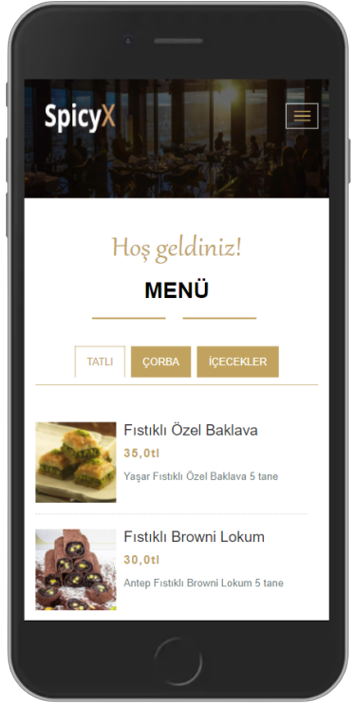 SpicyX
Hoş geldiniz!
MENÜ
TATLI
ÇORBA
İÇECEKLER
Fıstıklı Özel Baklava
35,0tl
Yaşar Fıstıklı Özel Baklava 5 tane
Fıstıklı Browni Lokum
30,0tl
Antep Fıstıklı Browni Lokum 5 tane